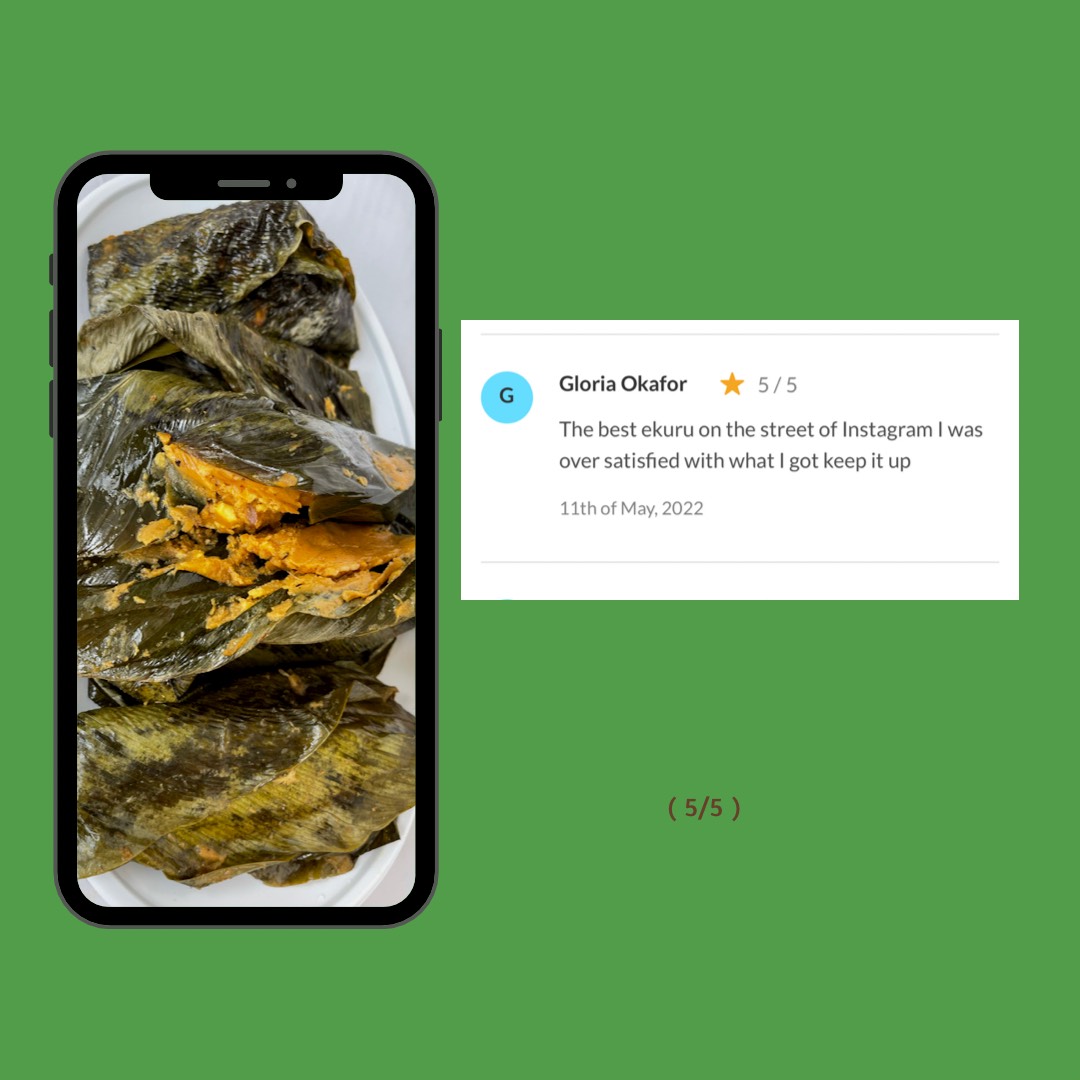 G
Gloria Okafor 5 / 5
The best ekuru on the street of Instagram I was
over satisfied with what I got keep it up
11th of May, 2022
( 5/5 )